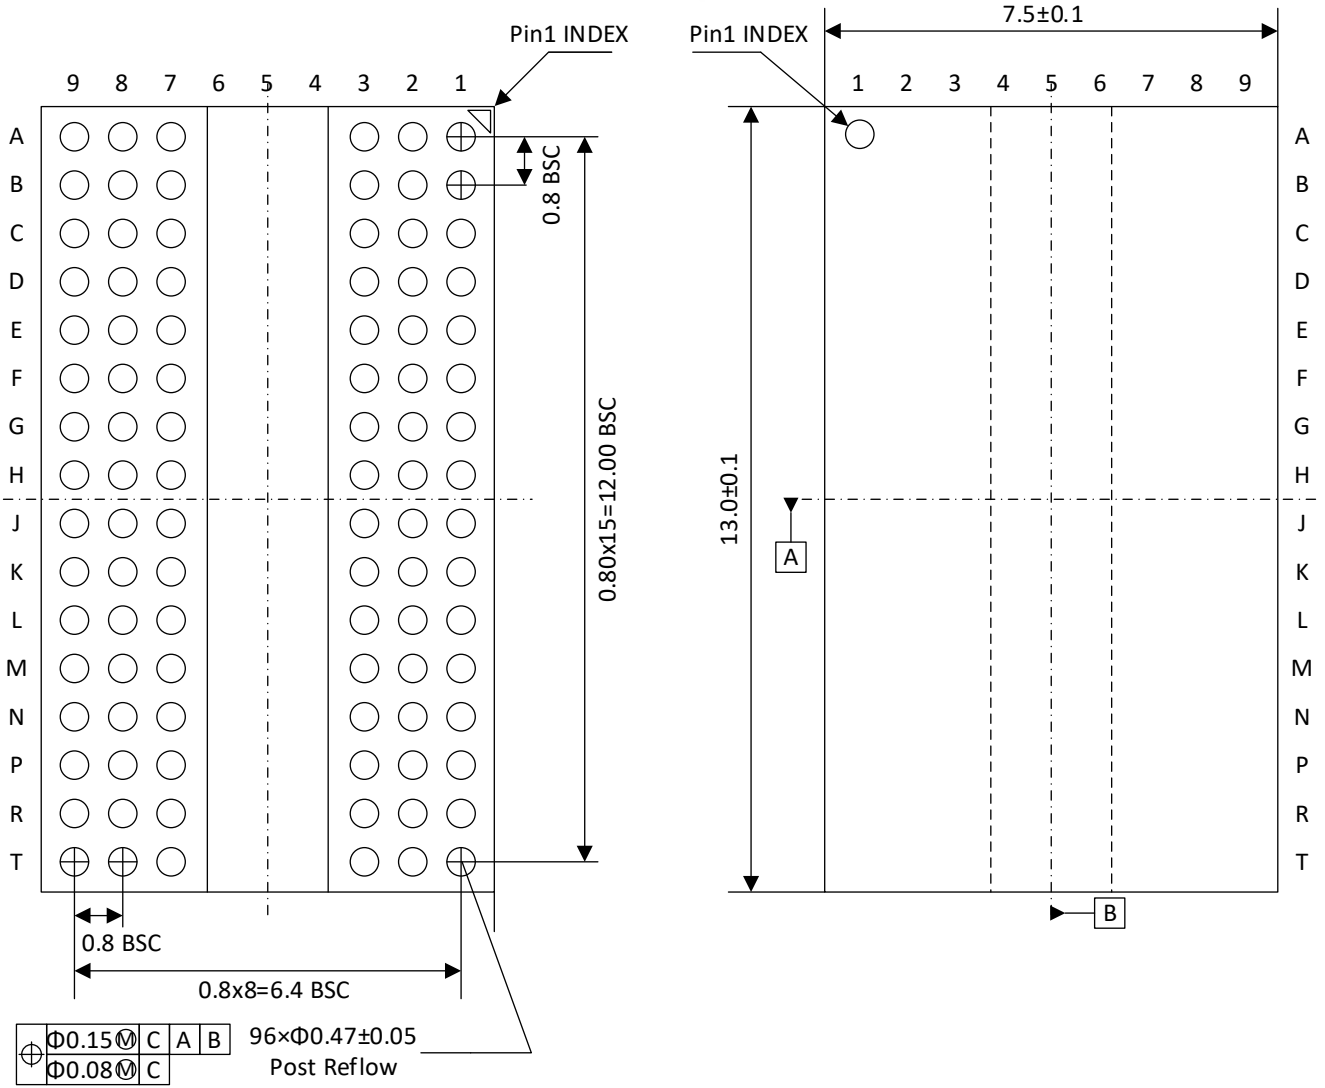 Pin1 INDEX
Pin1 INDEX
7.5±0.1
9 8 7 6 5 4 3 2 1
1 2 3 4 5 6 7 8 9
A
B
C
D
E
F
G
H
J
K
L
M
N
P
R
T
0.8 BSC
0.80x15=12.00 BSC
13.0±0.1
A
A
B
C
D
E
F
G
H
J
K
L
M
N
P
R
T
B
0.8 BSC
0.8x8=6.4 BSC
Φ0.15Ⓜ C A B
Φ0.08Ⓜ C
96×Φ0.47±0.05
Post Reflow